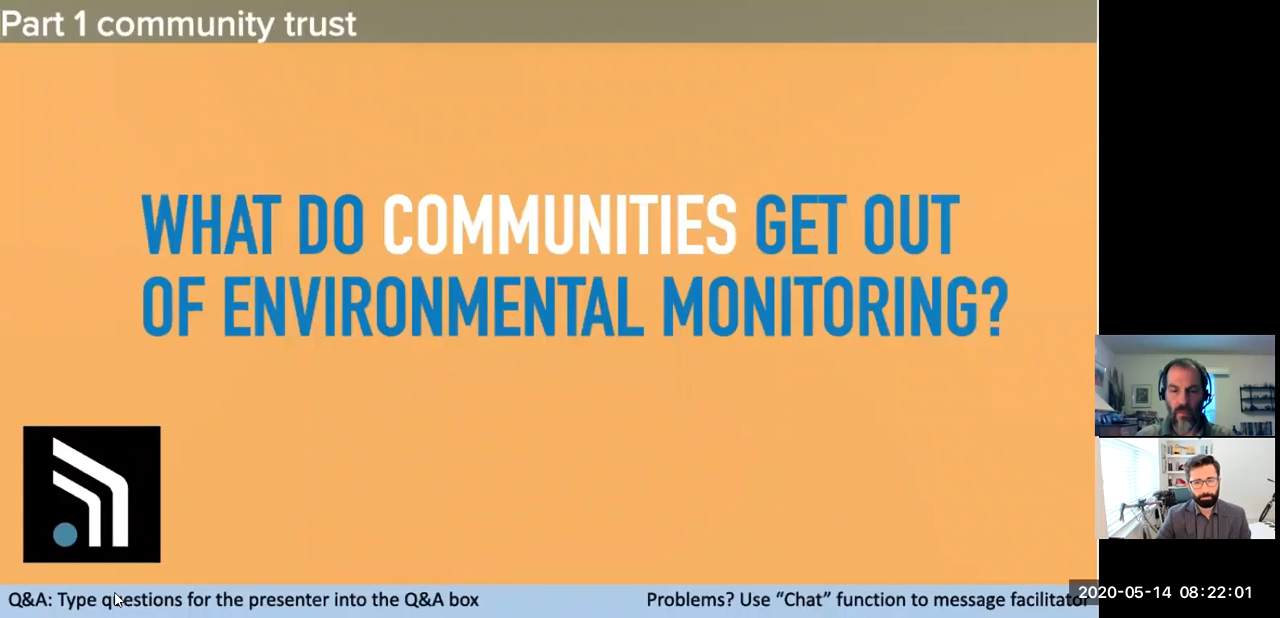 Part 1 community trust
WHAT DO COMMUNITIES GET OUT
OF ENVIRONMENTAL MONITORING?
Q&A: Type questions for the presenter into the Q&A box
Problems? Use “Chat” function to message facilitator
2020-05-14 08:22:01